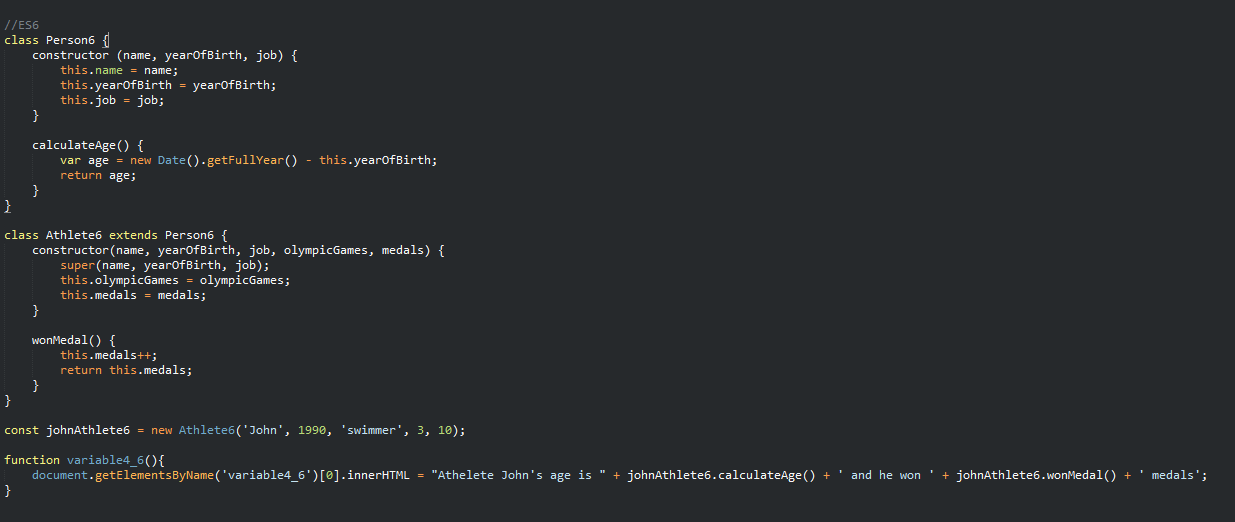 //ES6
class Person6 {
    constructor (name, yearOfBirth, job) {
        this.name = name;
        this.yearOfBirth = yearOfBirth;
        this.job = job;
    }

    calculateAge() {
        var age = new Date().getFullYear() - this.yearOfBirth;
        return age;
    }
}

class Athlete6 extends Person6 {
    constructor(name, yearOfBirth, job, olympicGames, medals) {
        super(name, yearOfBirth, job);
        this.olympicGames = olympicGames;
        this.medals = medals;
    }

    wonMedal() {
        this.medals++;
        return this.medals;
    }
}

const johnAthlete6 = new Athlete6('John', 1990, 'swimmer', 3, 10);

function variable4_6(){
    document.getElementsByName('variable4_6')[0].innerHTML = "Athelete John's age is " + johnAthlete6.calculateAge() + ' and he won ' + johnAthlete6.wonMedal() + ' medals';
}